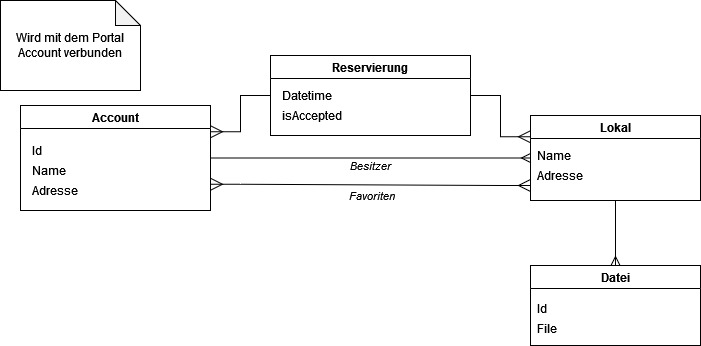 Wird mit dem Portal
Account verbunden
Reservierung
Datetime
isAccepted
Account
Id
Name
Adresse
Lokal
Name
Adresse
Besitzer
Favoriten
Datei
Id
File